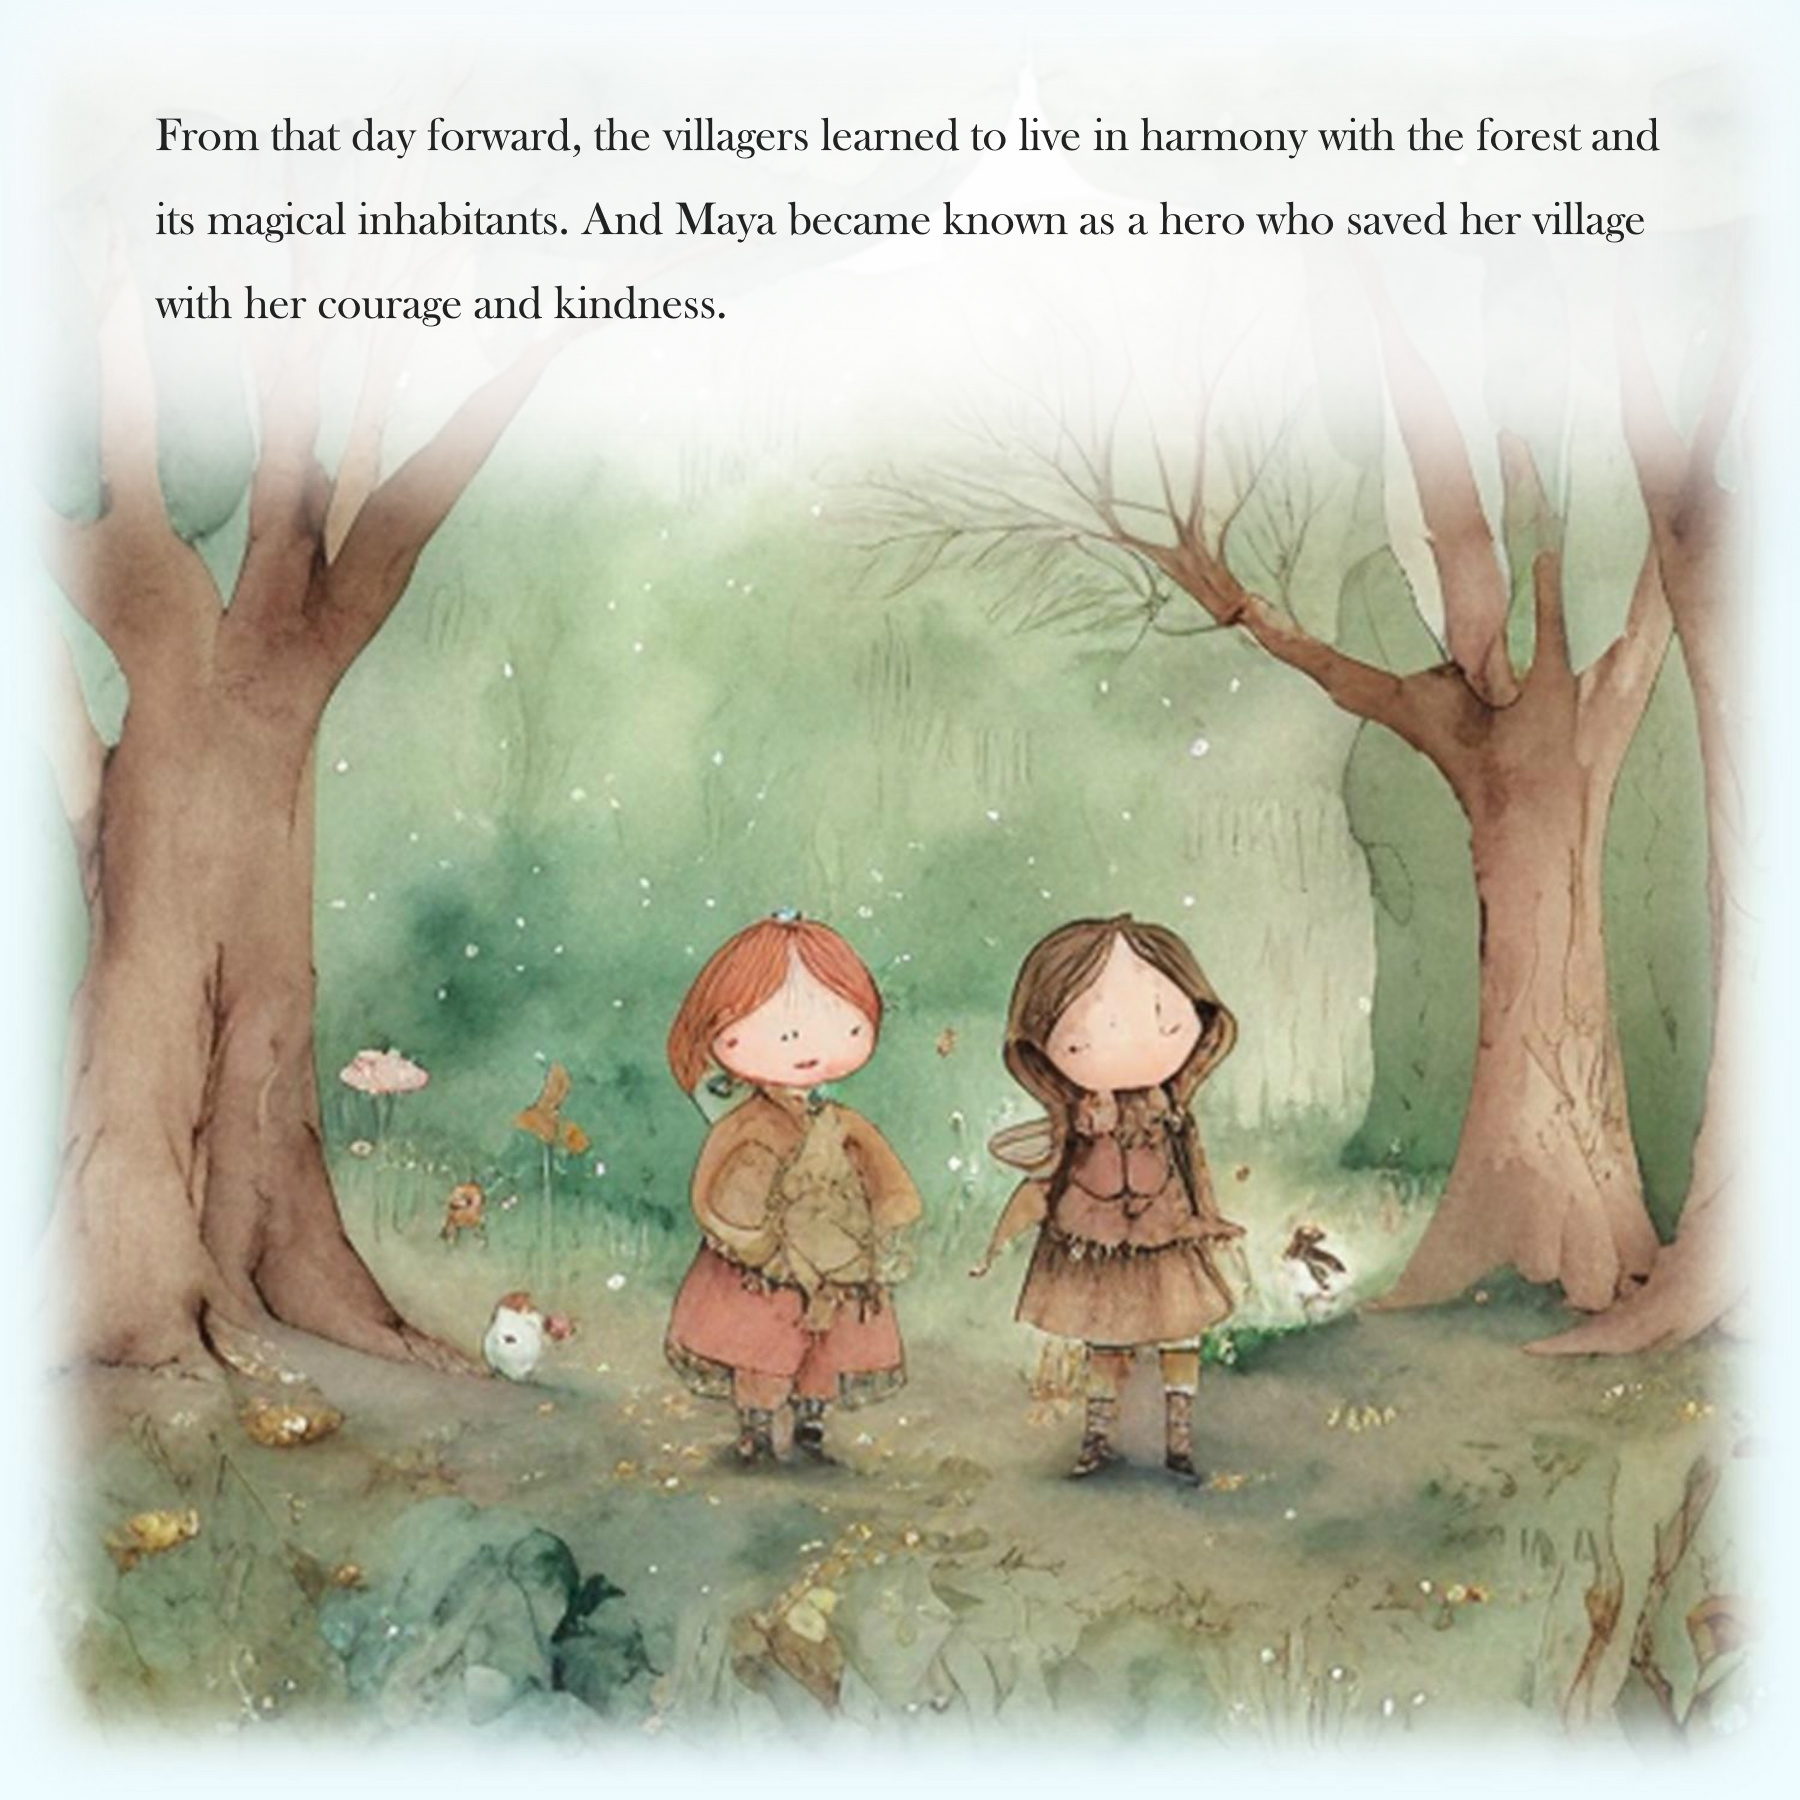 From that day forward, the villagers learned to live in harmony with the forest and
its magical inhabitants. And Maya became known as a hero who saved her village
with her courage and kindness.